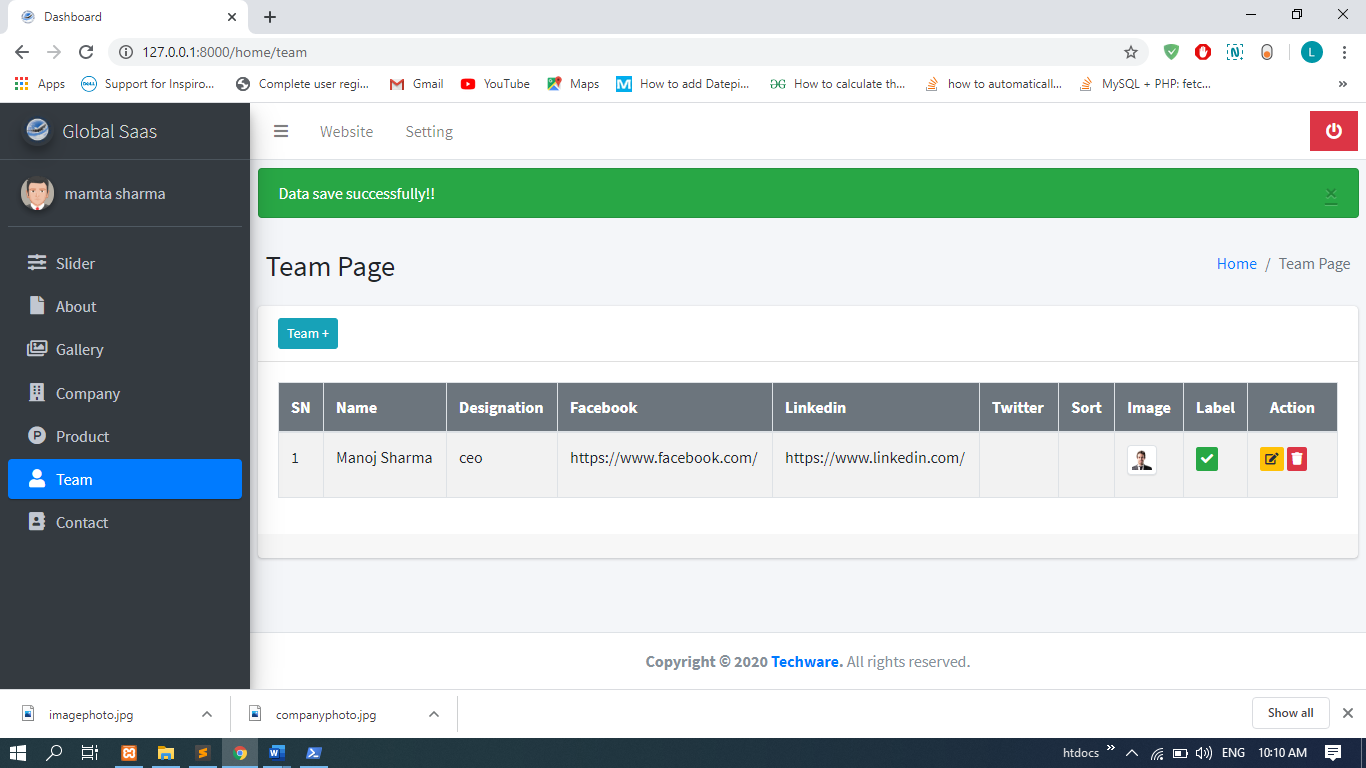 Dashboard
127.0.0.1:8000/home/team
L
Apps Support for Inspiro... Complete user regi... Gmail YouTube Maps How to add Datepi... How to calculate th... how to automaticall... MySQL + PHP: fetc... »
Global Saas
Website Setting
mamta sharma
Data save successfully!! ×
Slider
About
Gallery
Company
Product
Team
Contact
Team Page
Home / Team Page
Team +
SN Name Designation Facebook Linkedin Twitter Sort Image Label Action
1 Manoj Sharma ceo https://www.facebook.com/ https://www.linkedin.com/
Copyright © 2020 Techware. All rights reserved.
imagephoto.jpg companyphoto.jpg Show all
htdocs » ENG 10:10 AM